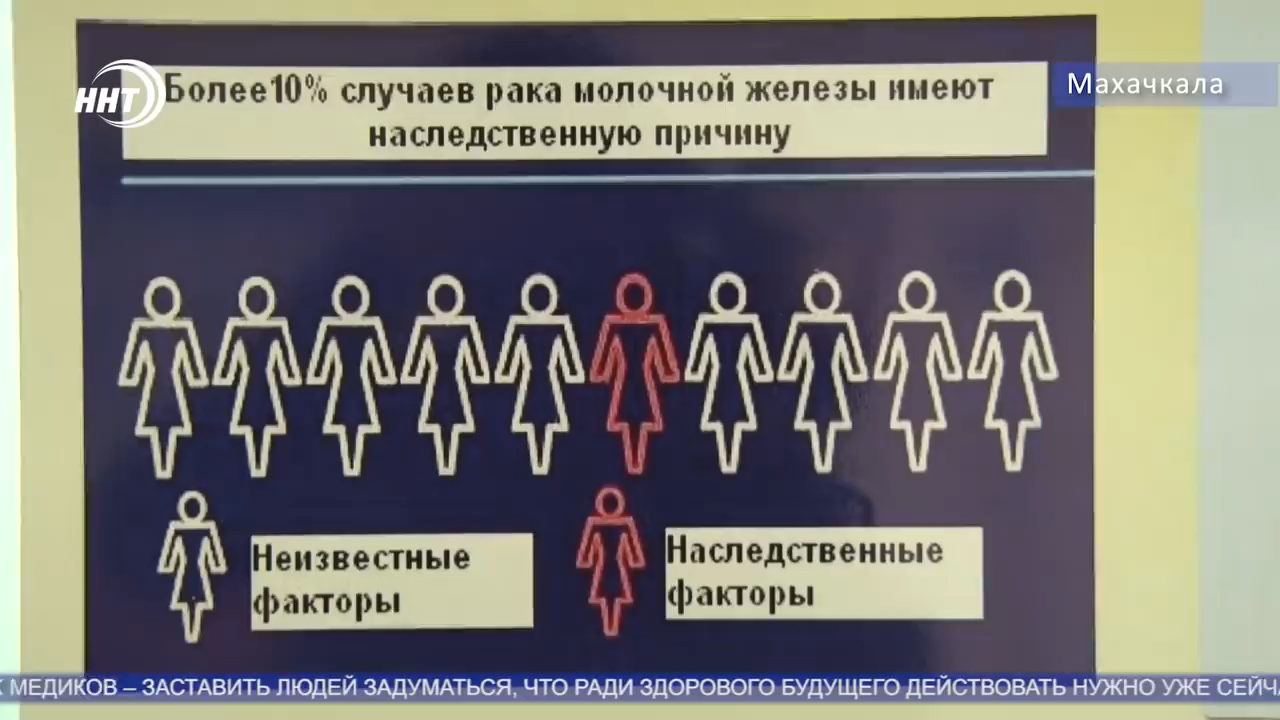 ННТ
Махачкала
Более10% случаев рака молочной железы имеют
наследственную причину
Неизвестные
факторы
Наследственные
факторы
К МЕДИКОВ – ЗАСТАВИТЬ ЛЮДЕЙ ЗАДУМАТЬСЯ, ЧТО РАДИ ЗДОРОВОГО БУДУЩЕГО ДЕЙСТВОВАТЬ НУЖНО УЖЕ СЕЙЧА